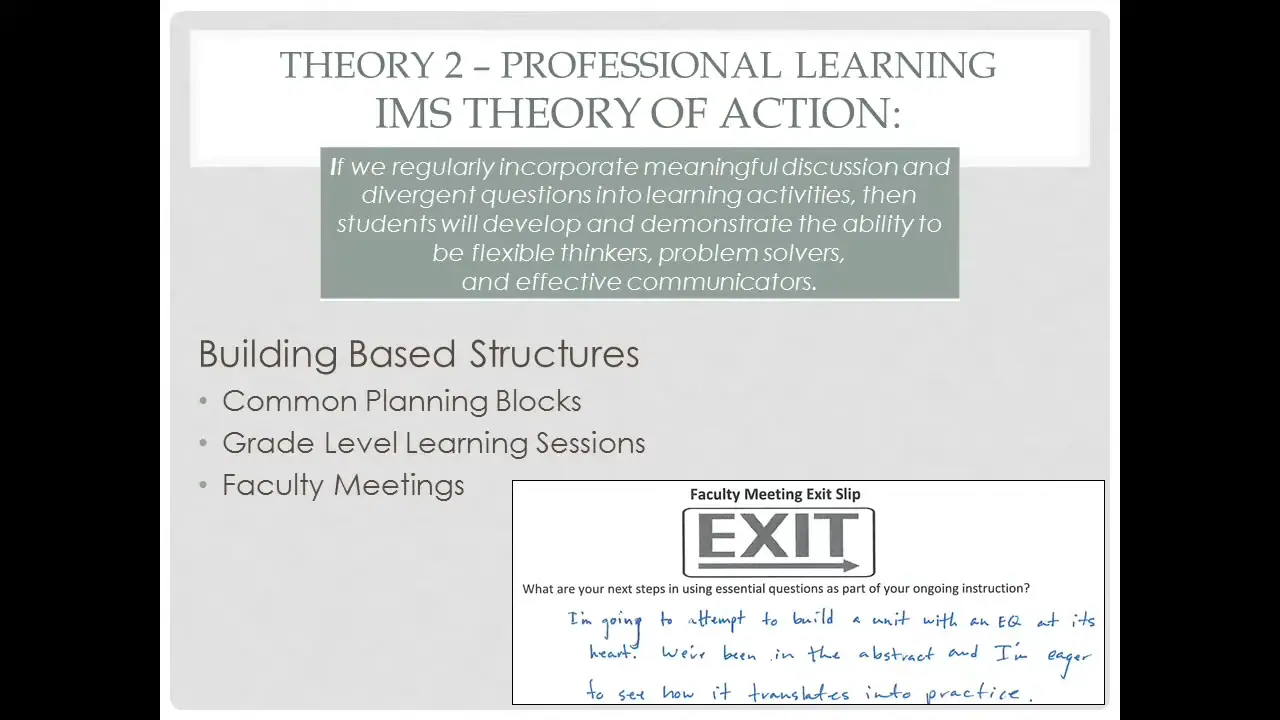 THEORY 2 – PROFESSIONAL LEARNING
IMS THEORY OF ACTION:
If we regularly incorporate meaningful discussion and
divergent questions into learning activities, then
students will develop and demonstrate the ability to
be flexible thinkers, problem solvers,
and effective communicators.
Building Based Structures
• Common Planning Blocks
• Grade Level Learning Sessions
• Faculty Meetings
Faculty Meeting Exit Slip
EXIT
What are your next steps in using essential questions as part of your ongoing instruction?
I'm going to attempt to build a unit with an EQ at its
heart. We've been in the abstract and I'm eager
to see how it translates into practice.